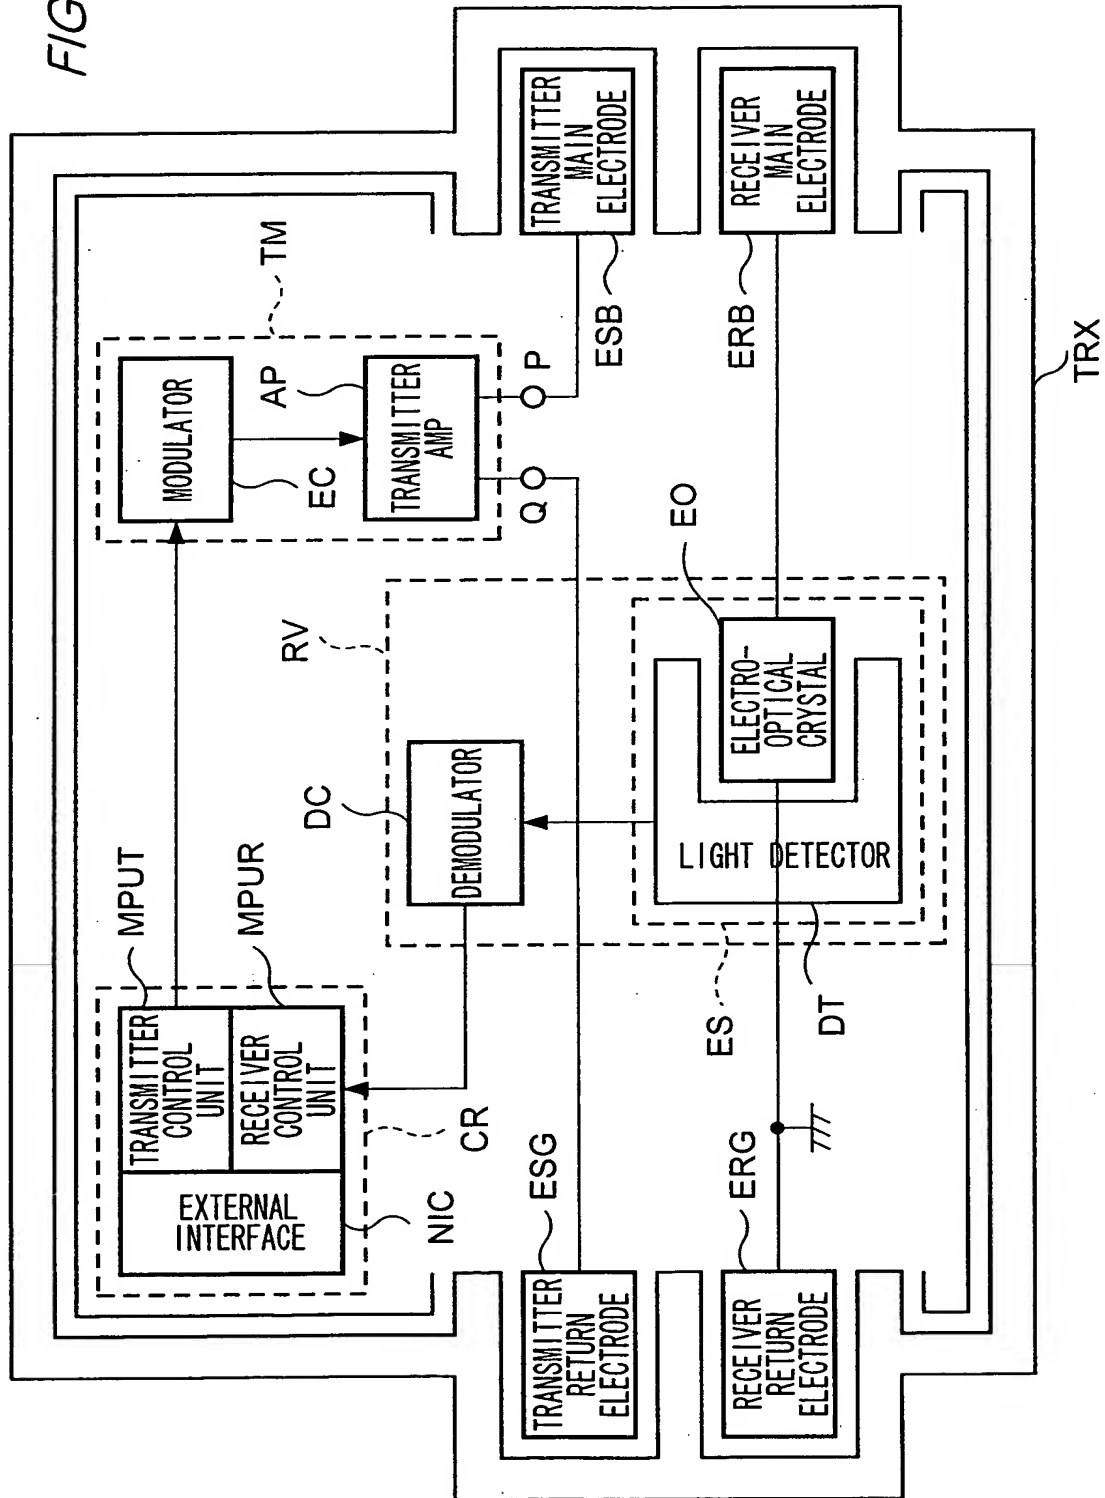 FIG
TRANSMITTER
MAIN
ELECTRODE
RECEIVER
MAIN
ELECTRODE
ESB
ERB
TRX
TM
MODULATOR
EC
AP
TRANSMITTER
AMP
P
Q
RV
EO
ELECTRO-
OPTICAL
CRYSTAL
LIGHT DETECTOR
DC
DEMODULATOR
ES
DT
MPUT
MPUR
TRANSMITTER
CONTROL
UNIT
RECEIVER
CONTROL
UNIT
EXTERNAL
INTERFACE
CR
NIC
ESG
ERG
TRANSMITTER
RETURN
ELECTRODE
RECEIVER
RETURN
ELECTRODE